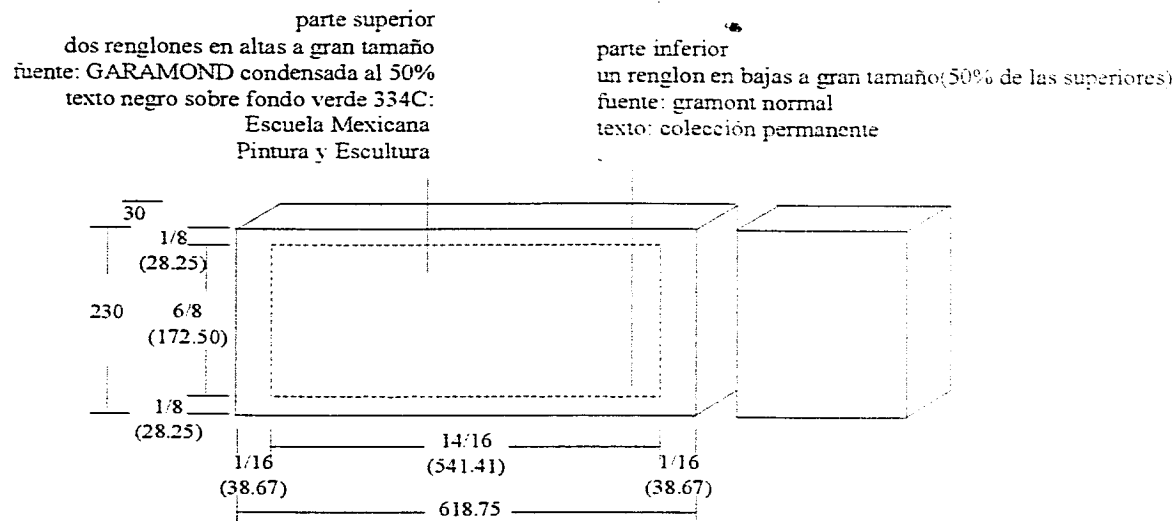 parte superior
dos renglones en altas a gran tamaño
fuente: GARAMOND condensada al 50%
texto negro sobre fondo verde 334C:
Escuela Mexicana
Pintura y Escultura
parte inferior
un renglon en bajas a gran tamaño(50% de las superiores)
fuente: gramont normal
texto: colección permanente
30
1/8
(28.25)
230
6/8
(172.50)
1/8
(28.25)
14/16
(541.41)
1/16
(38.67)
1/16
(38.67)
618.75